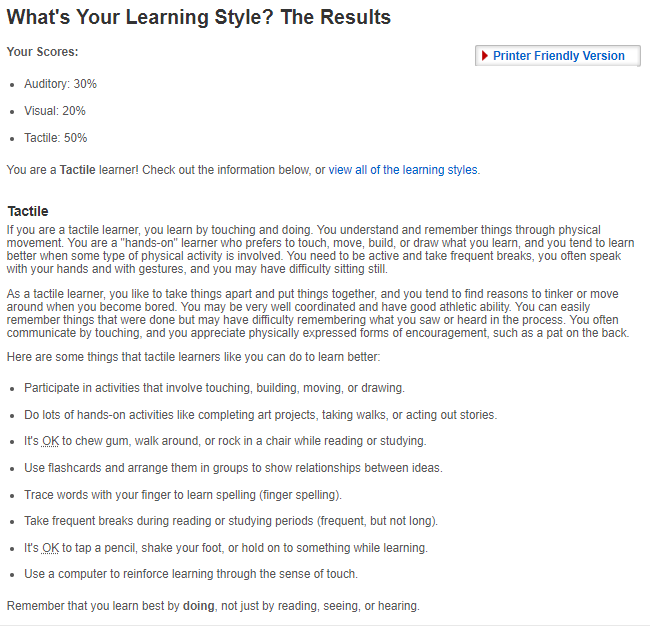 What's Your Learning Style? The Results
Your Scores:
Printer Friendly Version
Auditory: 30%
Visual: 20%
Tactile: 50%
You are a Tactile learner! Check out the information below, or view all of the learning styles.
Tactile
If you are a tactile learner, you learn by touching and doing. You understand and remember things through physical
movement. You are a "hands-on" learner who prefers to touch, move, build, or draw what you learn, and you tend to learn
better when some type of physical activity is involved. You need to be active and take frequent breaks, you often speak
with your hands and with gestures, and you may have difficulty sitting still.
As a tactile learner, you like to take things apart and put things together, and you tend to find reasons to tinker or move
around when you become bored. You may be very well coordinated and have good athletic ability. You can easily
remember things that were done but may have difficulty remembering what you saw or heard in the process. You often
communicate by touching, and you appreciate physically expressed forms of encouragement, such as a pat on the back.
Here are some things that tactile learners like you can do to learn better:
Participate in activities that involve touching, building, moving, or drawing.
Do lots of hands-on activities like completing art projects, taking walks, or acting out stories.
It's OK to chew gum, walk around, or rock in a chair while reading or studying.
Use flashcards and arrange them in groups to show relationships between ideas.
Trace words with your finger to learn spelling (finger spelling).
Take frequent breaks during reading or studying periods (frequent, but not long).
It's OK to tap a pencil, shake your foot, or hold on to something while learning.
Use a computer to reinforce learning through the sense of touch.
Remember that you learn best by doing, not just by reading, seeing, or hearing.